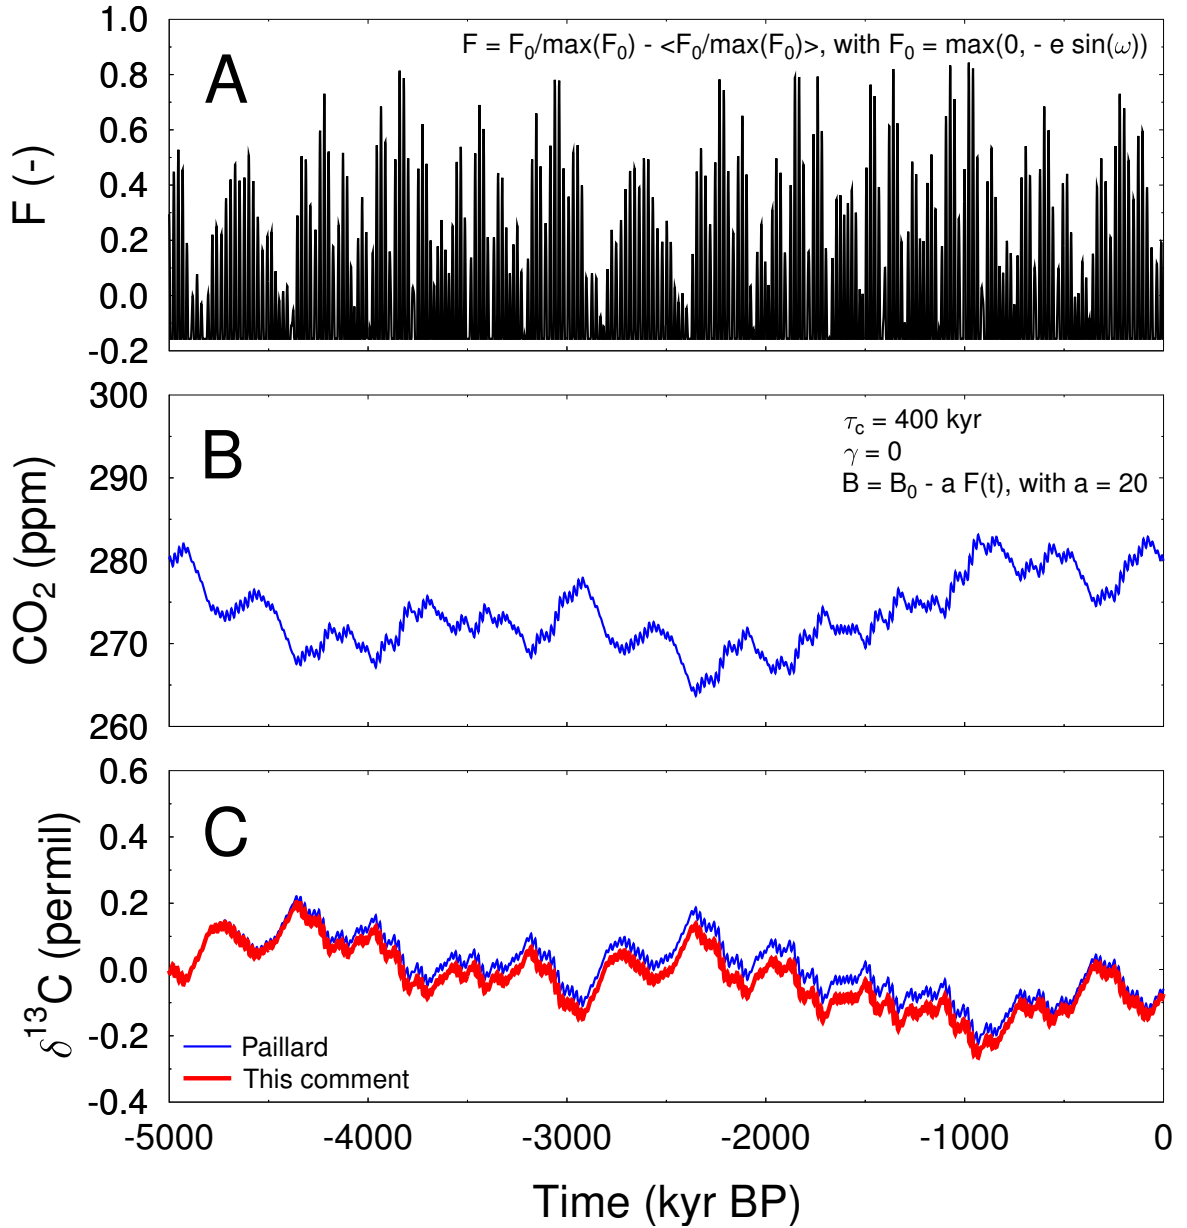 1.0
0.8
0.6
0.4
0.2
0.0
-0.2
F (-)
A
F = F₀/max(F₀) - <F₀/max(F₀)>, with F₀ = max(0, - e sin(ω))
300
290
280
270
260
CO₂ (ppm)
B
τc = 400 kyr
γ = 0
B = B₀ - a F(t), with a = 20
0.6
0.4
0.2
0.0
-0.2
-0.4
δ¹³C (permil)
C
Paillard
This comment
-5000 -4000 -3000 -2000 -1000 0
Time (kyr BP)